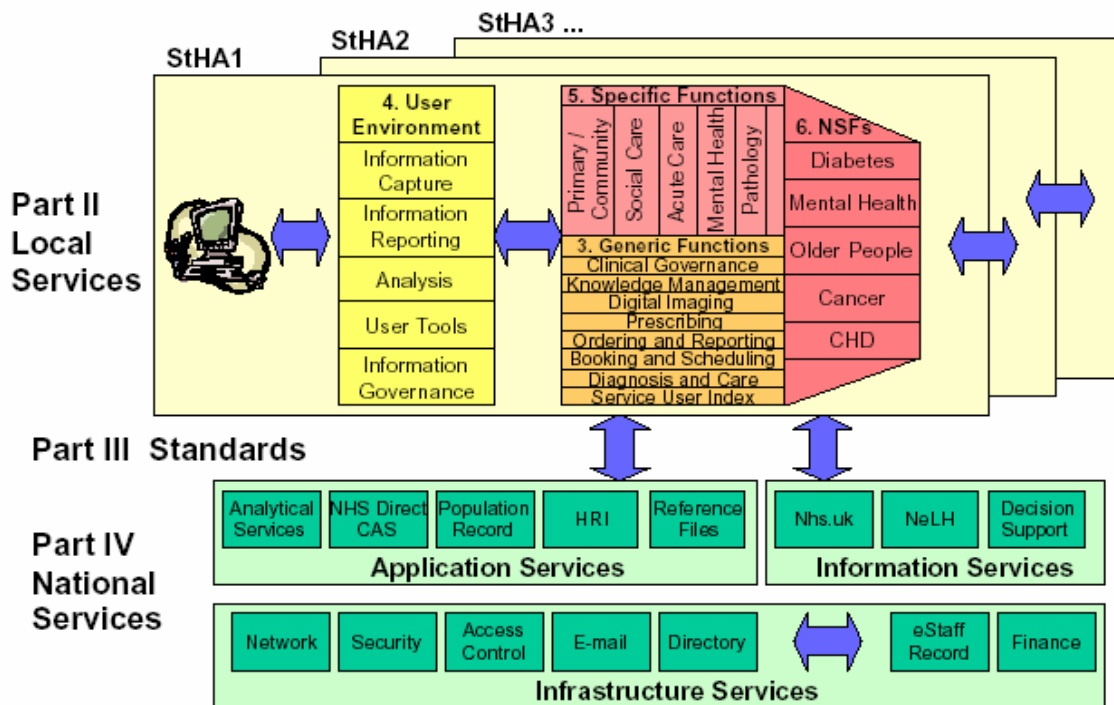 StHA3 ...
StHA2
StHA1
Part II
Local
Services
4. User
Environment
Information
Capture
Information
Reporting
Analysis
User Tools
Information
Governance
5. Specific Functions
Primary /
Community
Social Care
Acute Care
Mental Health
Pathology
3. Generic Functions
Clinical Governance
Knowledge Management
Digital Imaging
Prescribing
Ordering and Reporting
Booking and Scheduling
Diagnosis and Care
Service User Index
6. NSFs
Diabetes
Mental Health
Older People
Cancer
CHD
Part III Standards
Part IV
National
Services
Analytical
Services
NHS Direct
CAS
Population
Record
HRI
Reference
Files
Application Services
Nhs.uk
NeLH
Decision
Support
Information Services
Network
Security
Access
Control
E-mail
Directory
eStaff
Record
Finance
Infrastructure Services